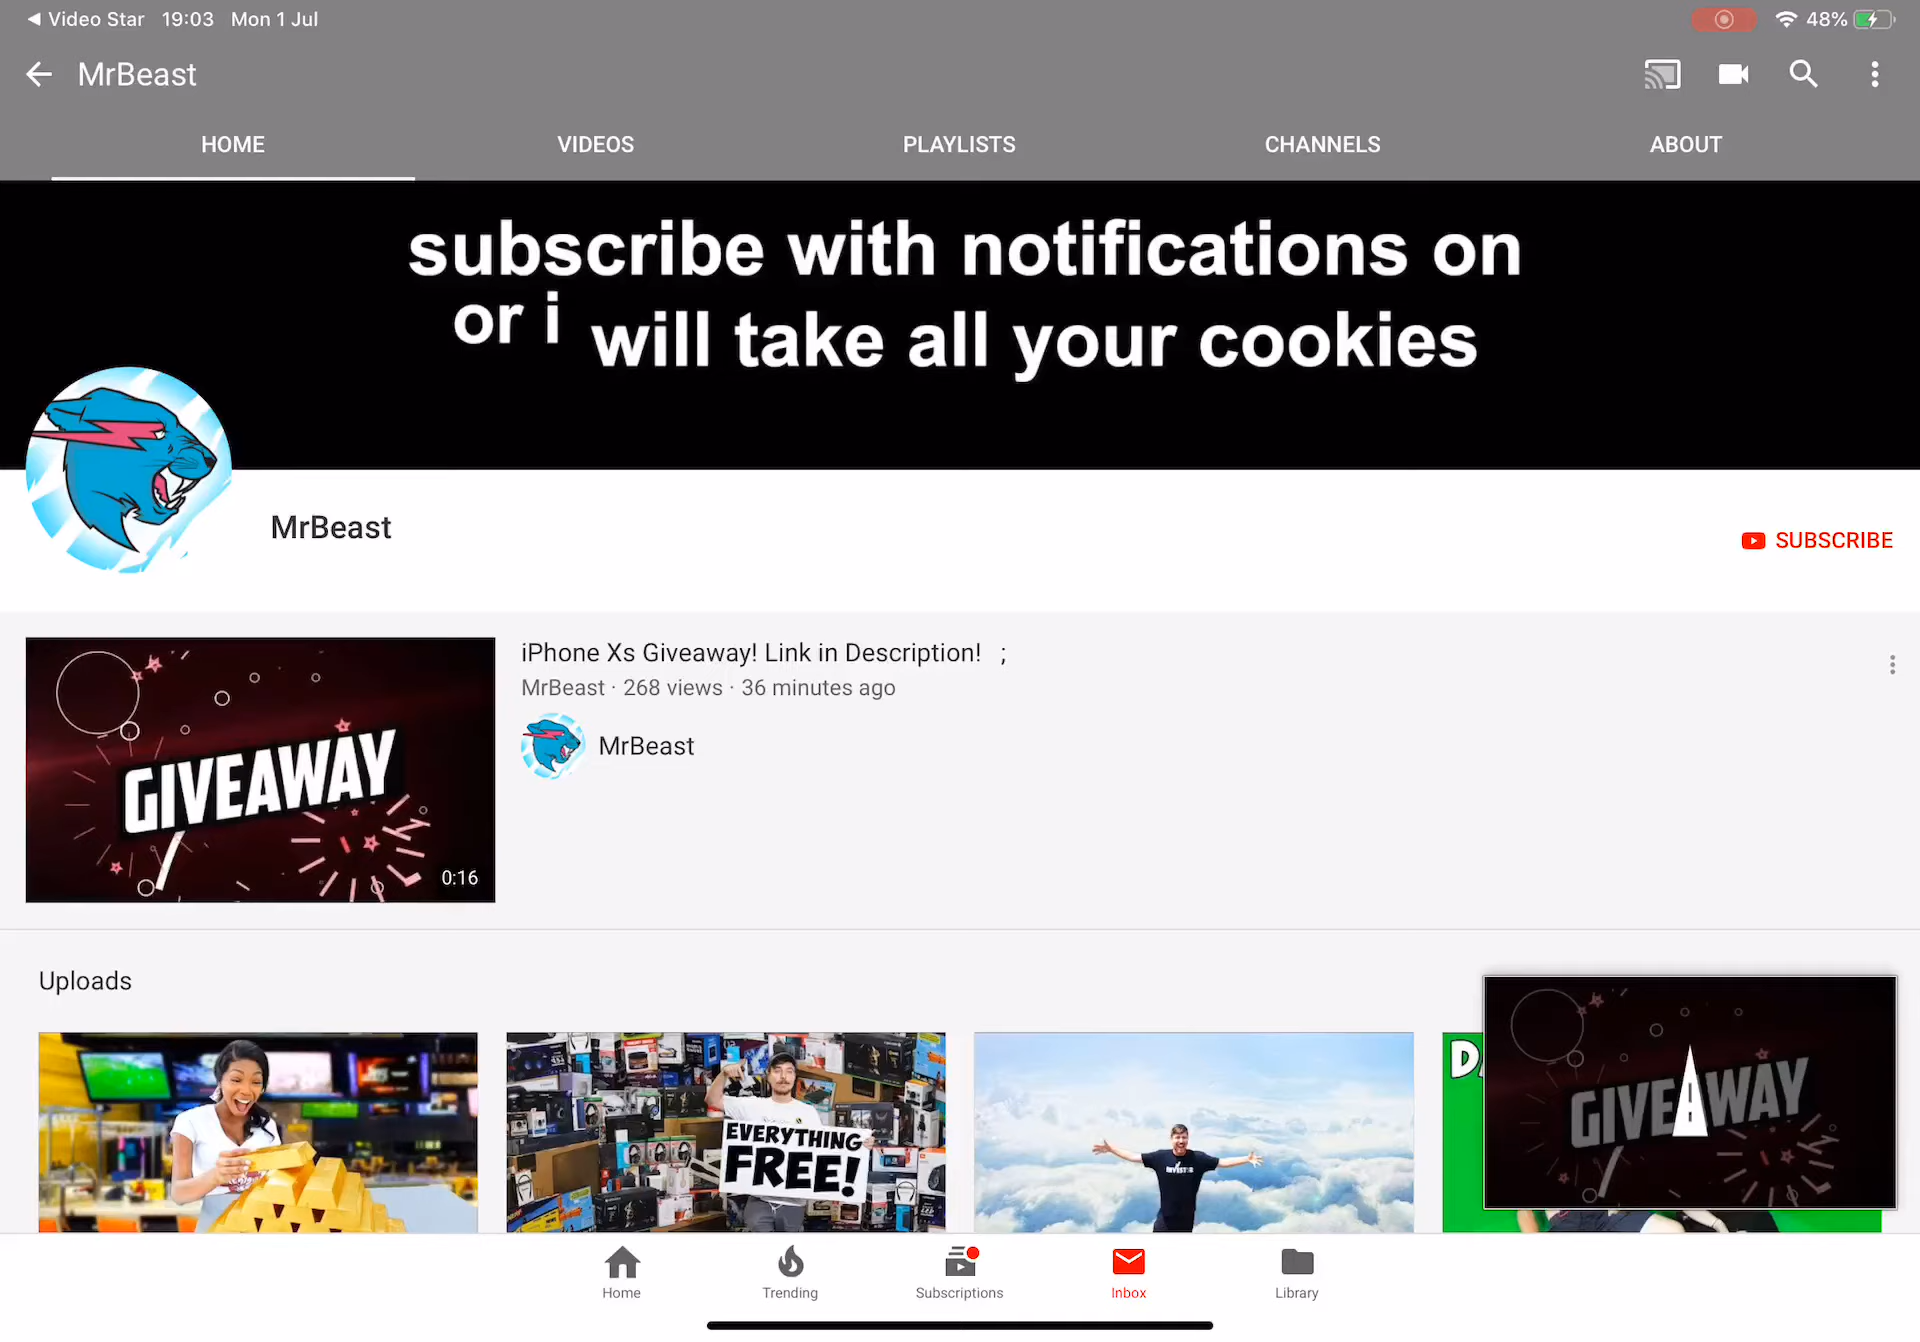 Video Star 19:03 Mon 1 Jul 48%
MrBeast
HOME VIDEOS PLAYLISTS CHANNELS ABOUT
subscribe with notifications on
or i will take all your cookies
MrBeast
SUBSCRIBE
iPhone Xs Giveaway! Link in Description! ;
MrBeast · 268 views · 36 minutes ago
MrBeast
GIVEAWAY
0:16
Uploads
EVERYTHING
FREE!
GIVEAWAY
Home Trending Subscriptions Inbox Library